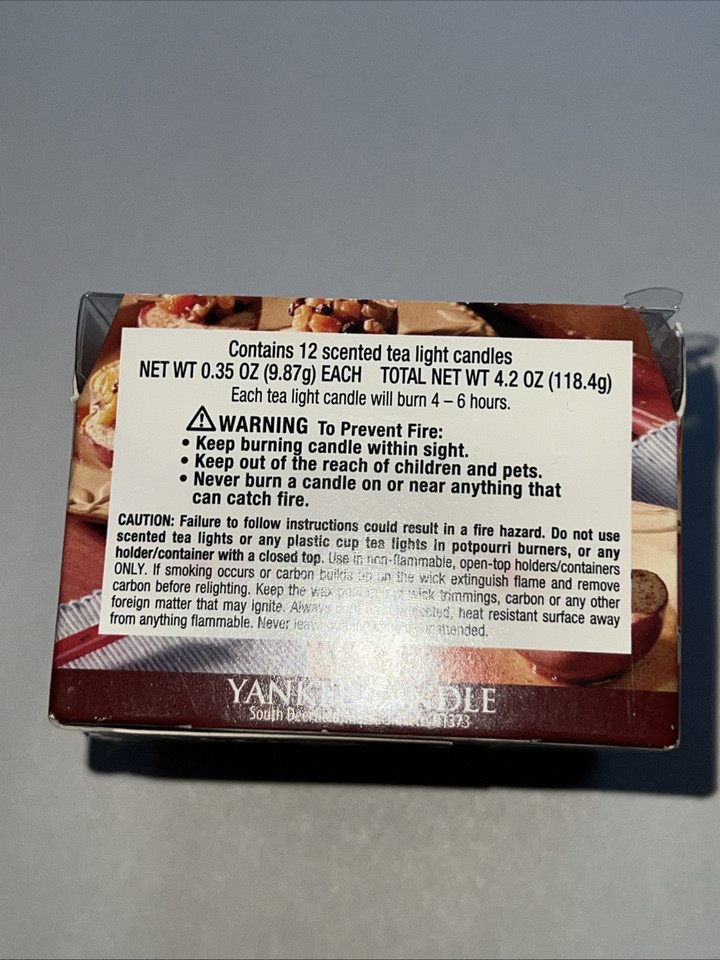 Contains 12 scented tea light candles
NET WT 0.35 OZ (9.87g) EACH TOTAL NET WT 4.2 OZ (118.4g)
Each tea light candle will burn 4 – 6 hours.
⚠WARNING To Prevent Fire:
• Keep burning candle within sight.
• Keep out of the reach of children and pets.
• Never burn a candle on or near anything that
can catch fire.
CAUTION: Failure to follow instructions could result in a fire hazard. Do not use
scented tea lights or any plastic cup tea lights in potpourri burners, or any
holder/container with a closed top. Use in non-flammable, open-top holders/containers
ONLY. If smoking occurs or carbon builds up on the wick extinguish flame and remove
carbon before relighting. Keep the wax of wick trimmings, carbon or any other
foreign matter that may ignite. Always heat resistant surface away
from anything flammable. Never leave
YANKEE CANDLE
South